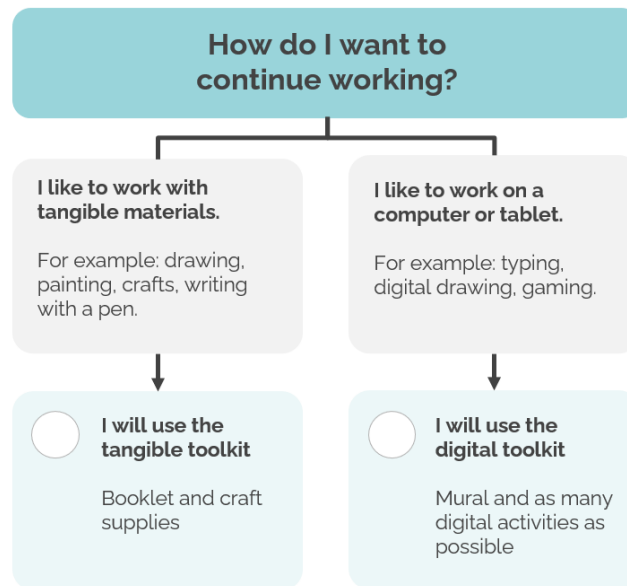 How do I want to
continue working?
I like to work with
tangible materials.
For example: drawing,
painting, crafts, writing
with a pen.
I like to work on a
computer or tablet.
For example: typing,
digital drawing, gaming.
I will use the
tangible toolkit
Booklet and craft
supplies
I will use the
digital toolkit
Mural and as many
digital activities as
possible